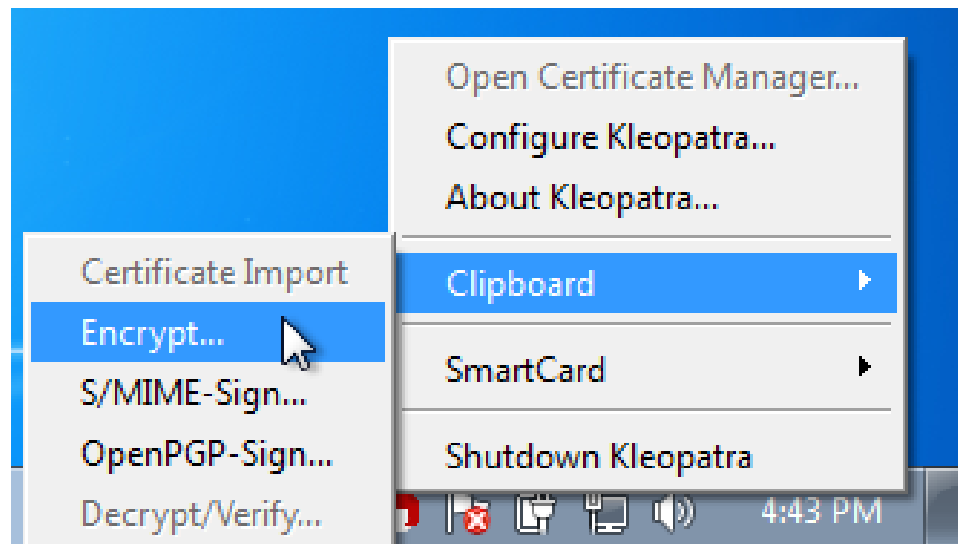 Open Certificate Manager...
Configure Kleopatra...
About Kleopatra...
Clipboard
SmartCard
Shutdown Kleopatra
Certificate Import
Encrypt...
S/MIME-Sign...
OpenPGP-Sign...
Decrypt/Verify...
4:43 PM